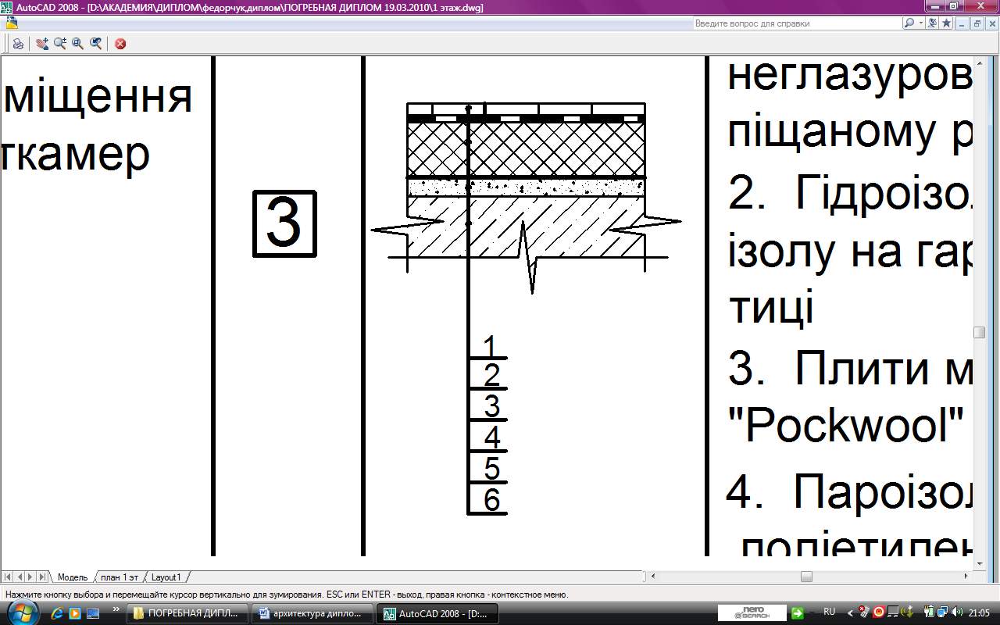 AutoCAD 2008 - [D:\АКАДЕМИЯ\ДИПЛОМ\федорчук,диплом\ПОГРЕБНАЯ ДИПЛОМ 19.03.2010\1 этаж.dwg]
Введите вопрос для справки
міщення
ткамер
3
1
2
3
4
5
6
неглазуров
піщаному р
2. Гідроізол
ізолу на гар
тиці
3. Плити м
"Pockwool"
4. Пароізол
поліетилен
Модель
план 1 эт
Layout1
Нажмите кнопку выбора и перемещайте курсор вертикально для зумирования. ESC или ENTER - выход, правая кнопка - контекстное меню.
»
ПОГРЕБНАЯ ДИПЛ...
архитектура дипло...
AutoCAD 2008 - [D:...
nero
@SEARCH
RU
21:05